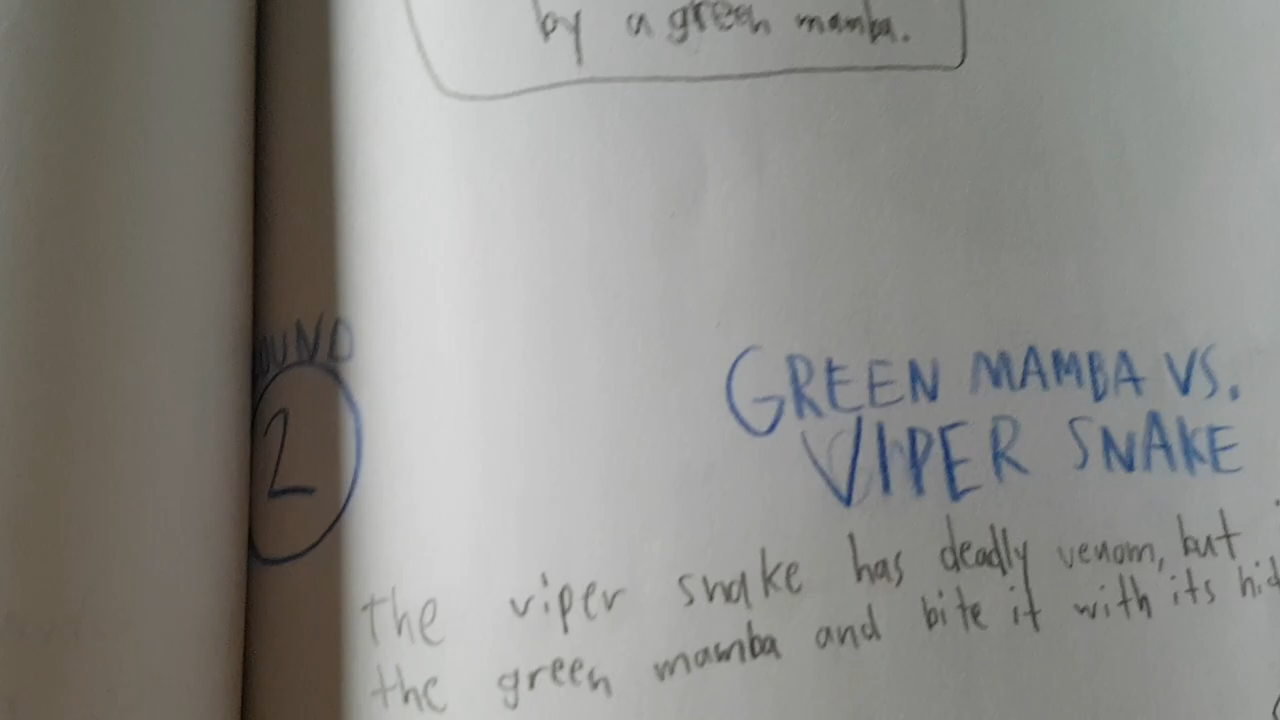 by a green mamba.
OUND
2
GREEN MAMBA VS.
VIPER SNAKE
the viper snake has deadly venom, but
the green mamba and bite it with its